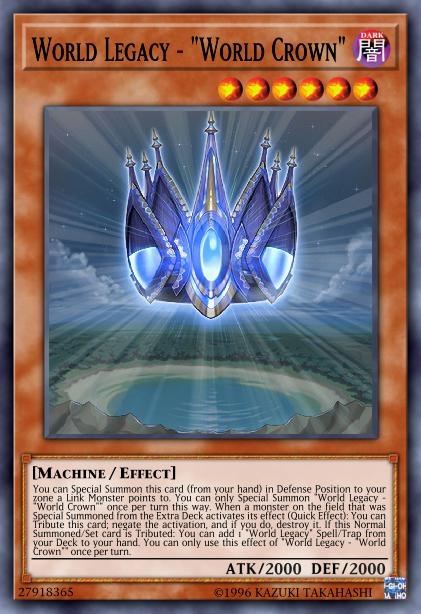 World Legacy - "World Crown"
DARK
闇
[Machine / Effect]
You can Special Summon this card (from your hand) in Defense Position to your
zone a Link Monster points to. You can only Special Summon "World Legacy -
"World Crown"" once per turn this way. When a monster on the field that was
Special Summoned from the Extra Deck activates its effect (Quick Effect): You can
Tribute this card; negate the activation, and if you do, destroy it. If this Normal
Summoned/Set card is Tributed: You can add 1 "World Legacy" Spell/Trap from
your Deck to your hand. You can only use this effect of "World Legacy - "World
Crown"" once per turn.
ATK/2000 DEF/2000
27918365
©1996 KAZUKI TAKAHASHI